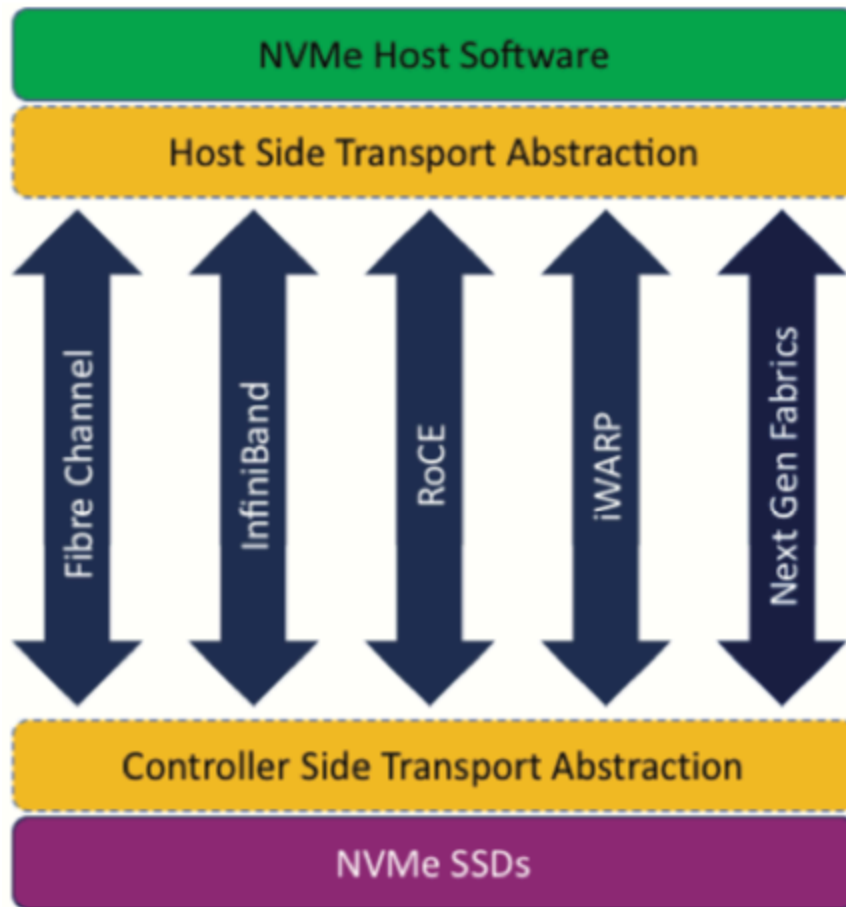 NVMe Host Software
Host Side Transport Abstraction
Fibre Channel
InfiniBand
RoCE
iWARP
Next Gen Fabrics
Controller Side Transport Abstraction
NVMe SSDs